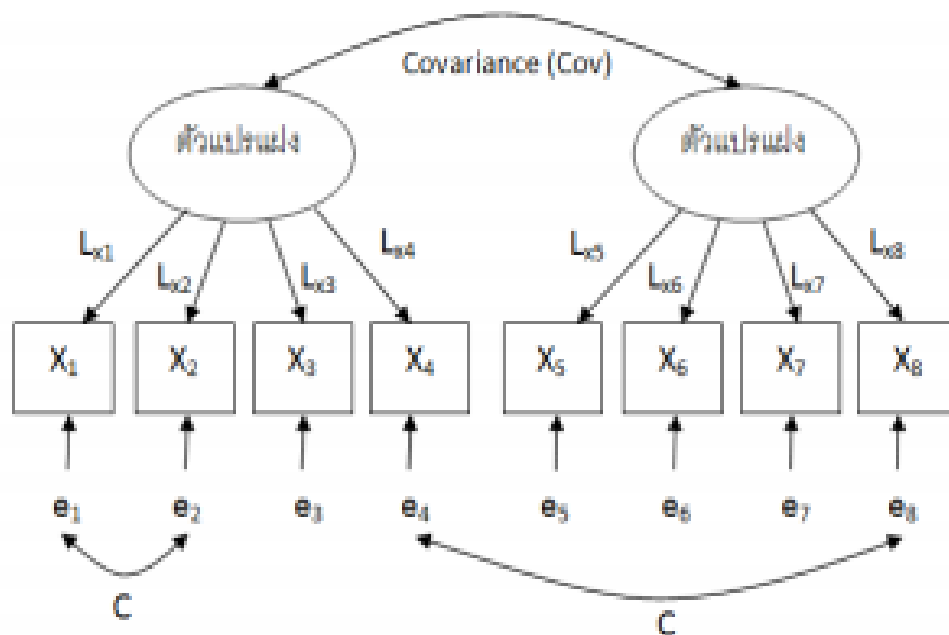 Covariance (Cov)
ตัวแปรแฝง ตัวแปรแฝง
Lx1 Lx2 Lx3 Lx4 Lx5 Lx6 Lx7 Lx8
X1 X2 X3 X4 X5 X6 X7 X8
e1 e2 e3 e4 e5 e6 e7 e8
C C